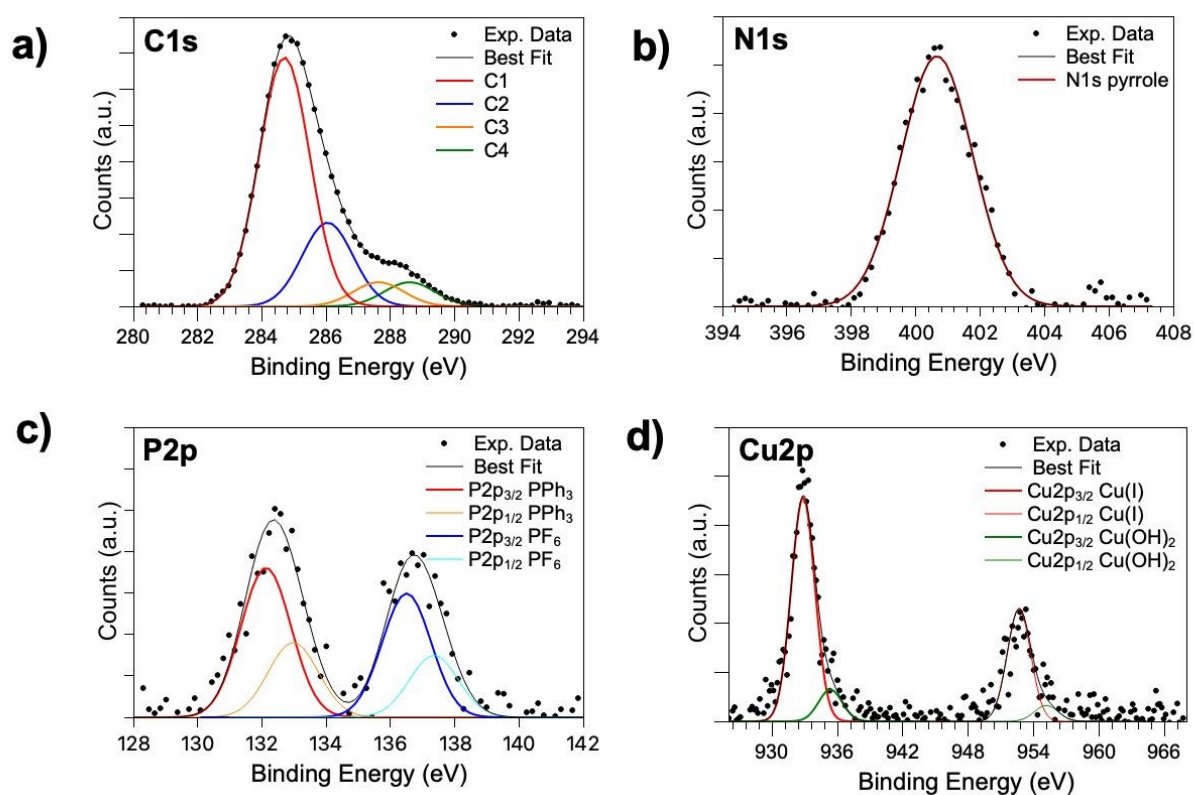 a)
C1s
Exp. Data
Best Fit
C1
C2
C3
C4
Counts (a.u.)
280 282 284 286 288 290 292 294
Binding Energy (eV)
b)
N1s
Exp. Data
Best Fit
N1s pyrrole
Counts (a.u.)
394 396 398 400 402 404 406 408
Binding Energy (eV)
c)
P2p
Exp. Data
Best Fit
P2p3/2 PPh3
P2p1/2 PPh3
P2p3/2 PF6
P2p1/2 PF6
Counts (a.u.)
128 130 132 134 136 138 140 142
Binding Energy (eV)
d)
Cu2p
Exp. Data
Best Fit
Cu2p3/2 Cu(I)
Cu2p1/2 Cu(I)
Cu2p3/2 Cu(OH)2
Cu2p1/2 Cu(OH)2
Counts (a.u.)
930 936 942 948 954 960 966
Binding Energy (eV)